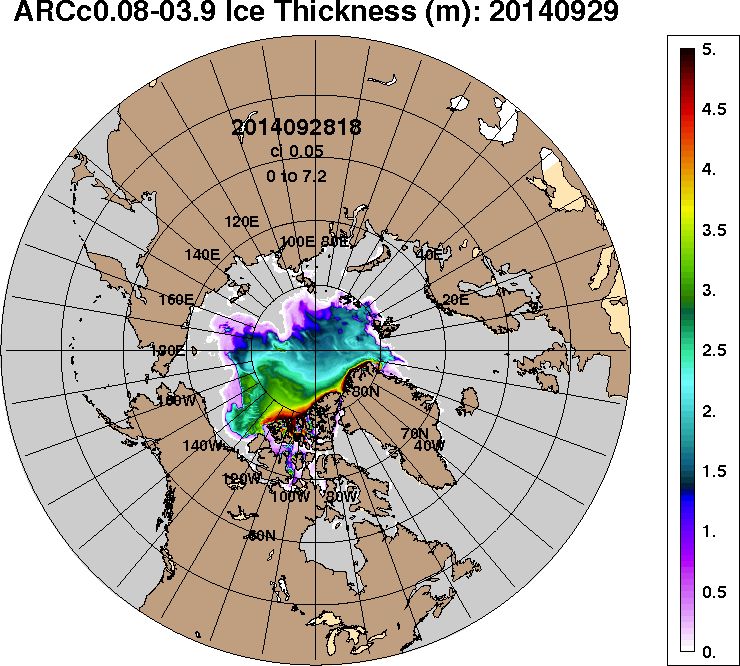 ARCc0.08-03.9 Ice Thickness (m): 20140929
5.
4.5
4.
3.5
3.
2.5
2.
1.5
1.
0.5
0.
2014092818
ci 0.05
0 to 7.2
120E
100E 80E
140E
40E
160E
20E
180E
160W
80N
140W
70N
40W
120W
100W 80W
60N